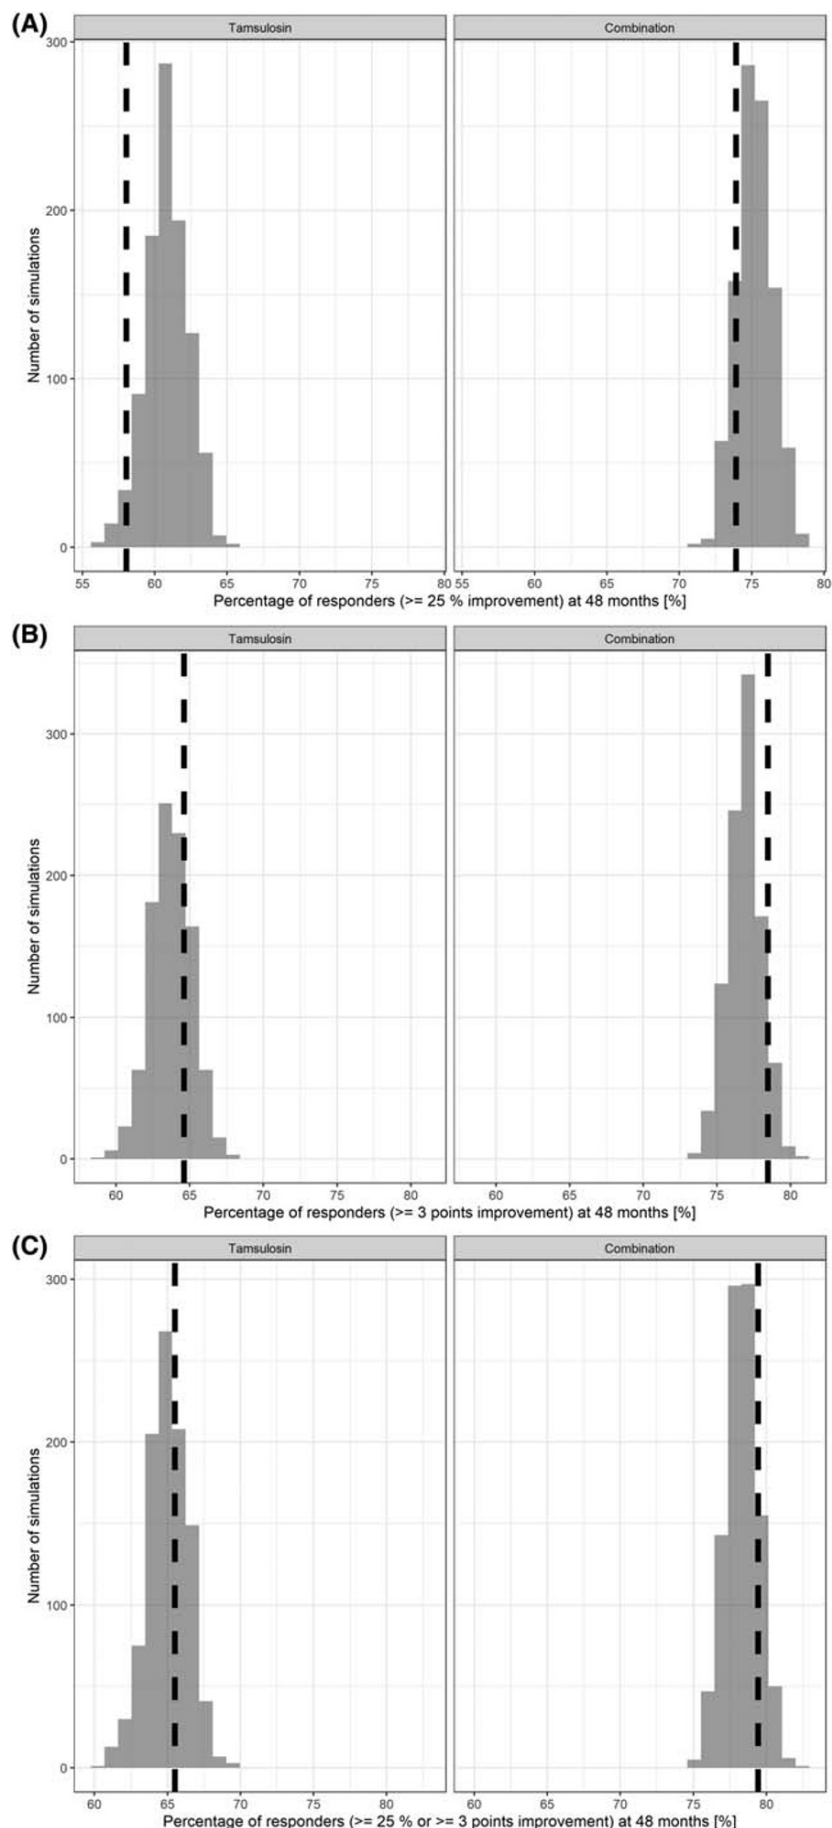 (A)
Tamsulosin Combination
300
200
100
0
Number of simulations
55 60 65 70 75 80 55 60 65 70 75 80
Percentage of responders (>= 25 % improvement) at 48 months [%]
(B)
Tamsulosin Combination
300
200
100
0
Number of simulations
60 65 70 75 80 60 65 70 75 80
Percentage of responders (>= 3 points improvement) at 48 months [%]
(C)
Tamsulosin Combination
300
200
100
0
Number of simulations
60 65 70 75 80 60 65 70 75 80
Percentage of responders (>= 25 % or >= 3 points improvement) at 48 months [%]